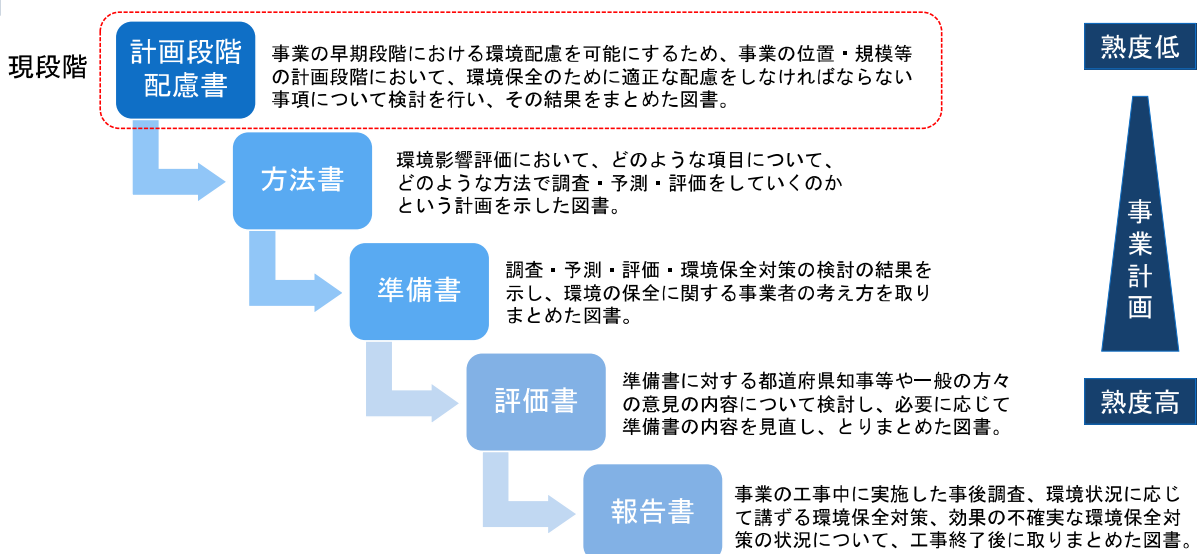 現段階
計画段階
配慮書
事業の早期段階における環境配慮を可能にするため、事業の位置・規模等
の計画段階において、環境保全のために適正な配慮をしなければならない
事項について検討を行い、その結果をまとめた図書。
熟度低
方法書
環境影響評価において、どのような項目について、
どのような方法で調査・予測・評価をしていくのか
という計画を示した図書。
事業計画
準備書
調査・予測・評価・環境保全対策の検討の結果を
示し、環境の保全に関する事業者の考え方を取り
まとめた図書。
評価書
準備書に対する都道府県知事等や一般の方々
の意見の内容について検討し、必要に応じて
準備書の内容を見直し、とりまとめた図書。
熟度高
報告書
事業の工事中に実施した事後調査、環境状況に応じ
て講ずる環境保全対策、効果の不確実な環境保全対
策の状況について、工事終了後に取りまとめた図書。